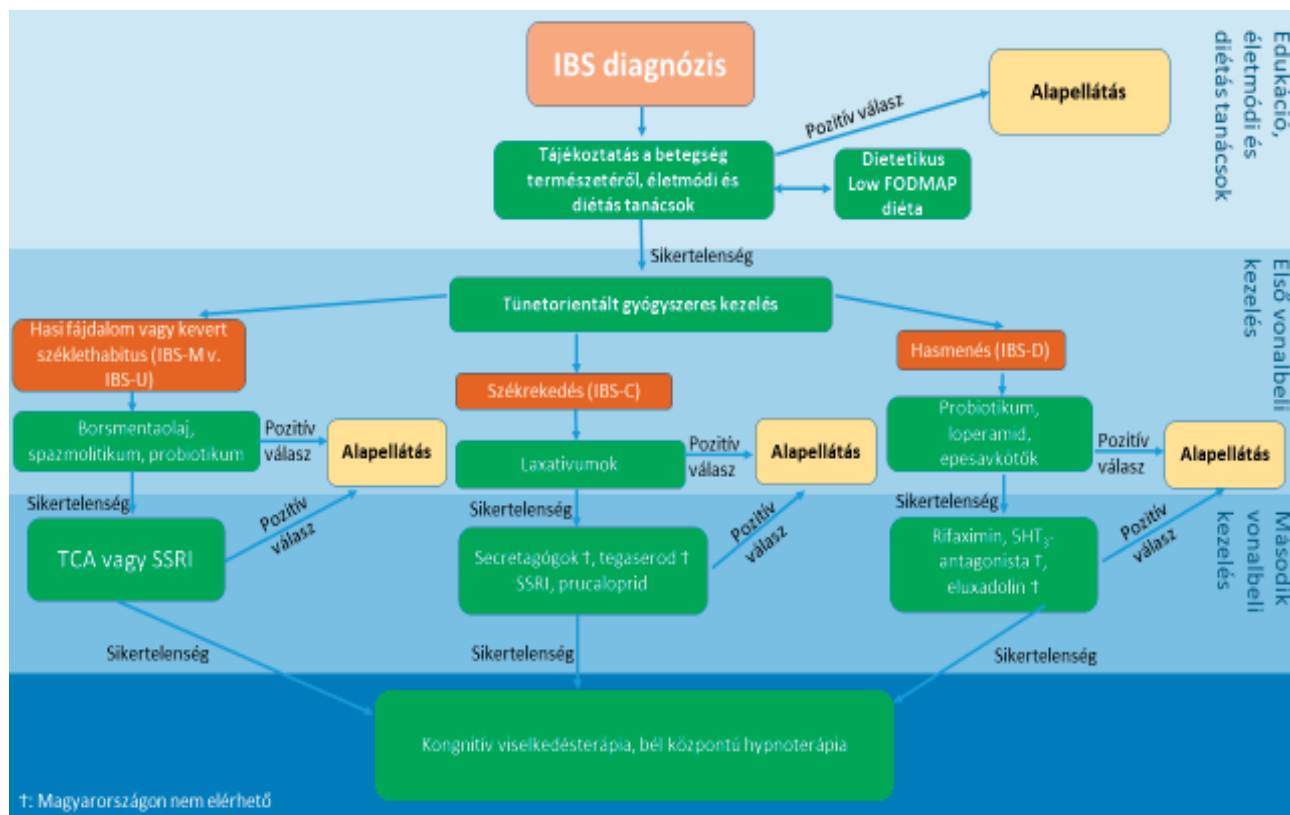 IBS diagnózis
Pozitív válasz
Alapellátás
Edukáció,
életmódi és
diétás tanácsok
Tájékoztatás a betegség
természetéről, életmódi és
diétás tanácsok
Dietetikus
Low FODMAP
diéta
Sikertelenség
Első vonalbeli
kezelés
Tünetorientált gyógyszeres kezelés
Hasi fájdalom vagy kevert
széklethabitus (IBS-M v.
IBS-U)
Székrekedés (IBS-C)
Hasmenés (IBS-D)
Borsmentaolaj,
spazmolitikum, probiotikum
Pozitív
válasz
Alapellátás
Laxatívumok
Pozitív
válasz
Alapellátás
Probiotikum,
loperamid,
epesavkötők
Pozitív
válasz
Alapellátás
Sikertelenség
Sikertelenség
Sikertelenség
Második
vonalbeli
kezelés
TCA vagy SSRI
Pozitív
válasz
Secretagógok †, tegaserod †
SSRI, prucaloprid
Pozitív
válasz
Rifaximin, 5HT3-
antagonista †,
eluxadolin †
Pozitív
válasz
Sikertelenség
Sikertelenség
Sikertelenség
Kongnitív viselkedésterápia, bél központú hypnoterápia
†: Magyarországon nem elérhető